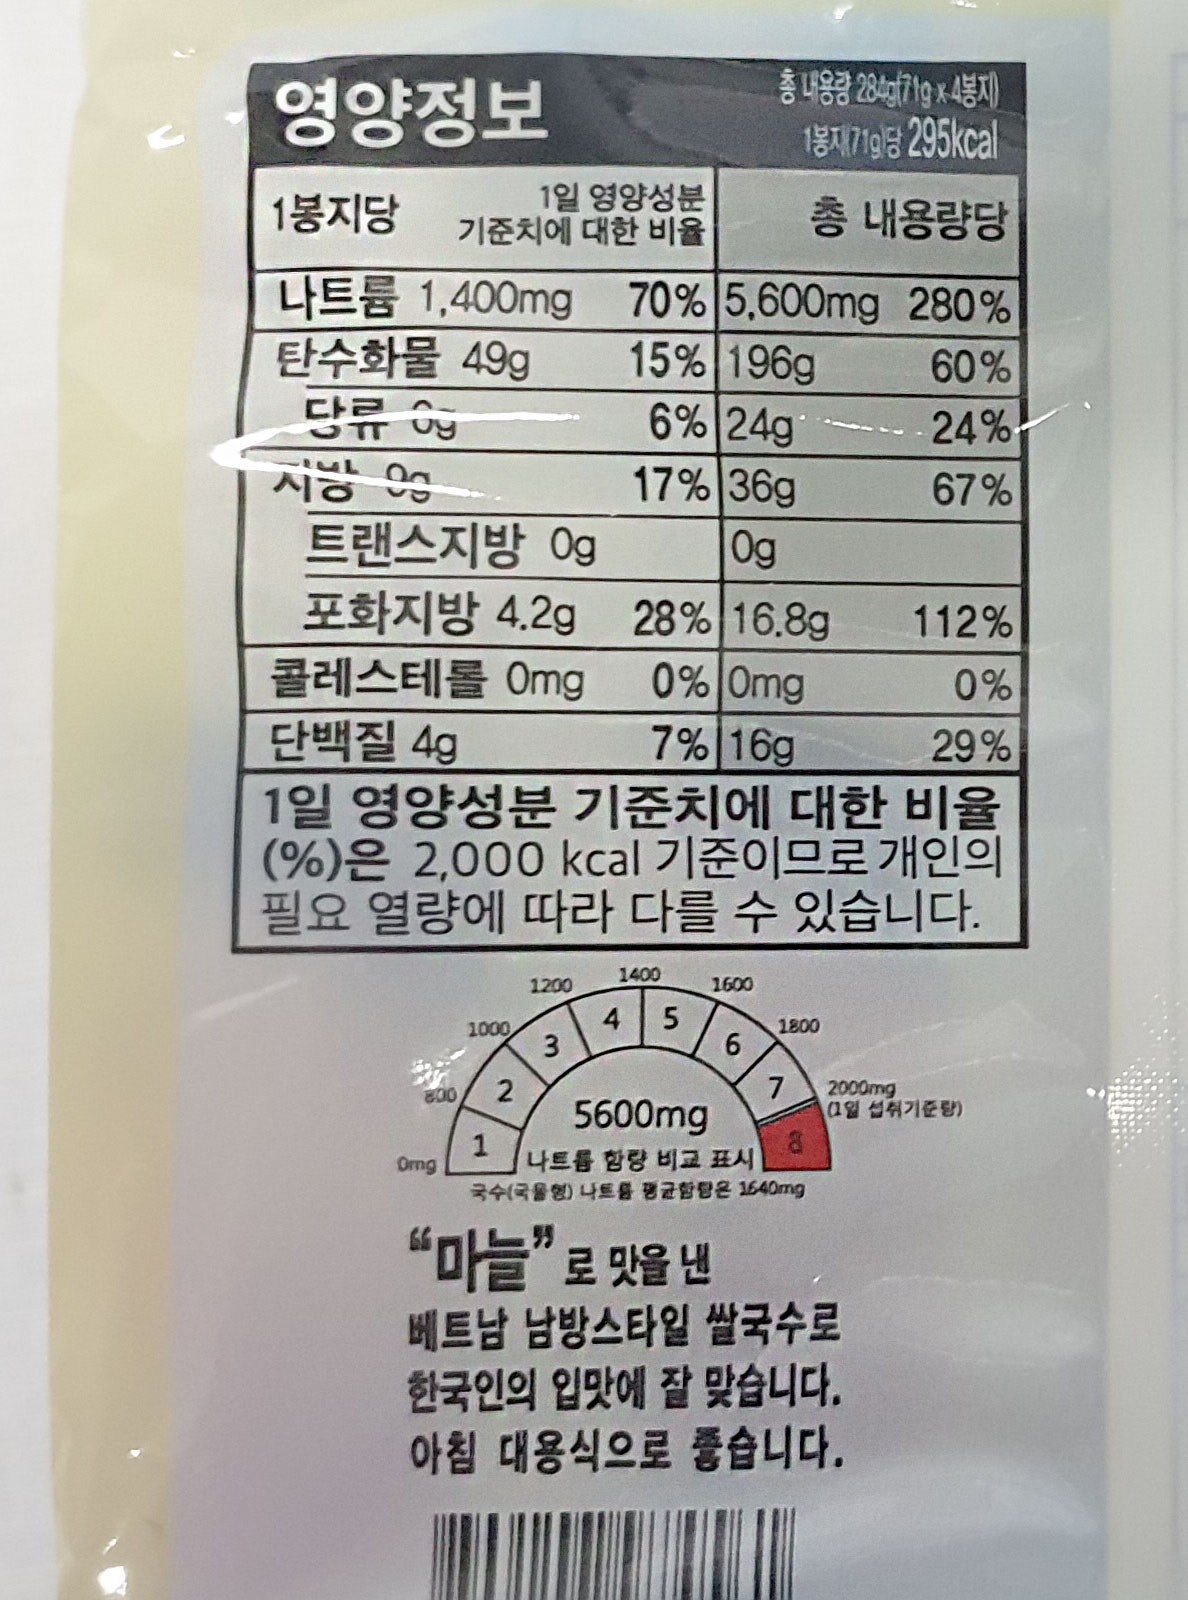 영양정보
총 내용량 284g(71g x 4봉지)
1봉지(71g)당 295kcal
1봉지당 1일 영양성분 기준치에 대한 비율 총 내용량당
나트륨 1,400mg 70% 5,600mg 280%
탄수화물 49g 15% 196g 60%
당류 6g 6% 24g 24%
지방 9g 17% 36g 67%
트랜스지방 0g 0g
포화지방 4.2g 28% 16.8g 112%
콜레스테롤 0mg 0% 0mg 0%
단백질 4g 7% 16g 29%
1일 영양성분 기준치에 대한 비율
(%)은 2,000 kcal 기준이므로 개인의
필요 열량에 따라 다를 수 있습니다.
0mg 800 1000 1200 1400 1600 1800 2000mg
(1일 섭취기준량)
1 2 3 4 5 6 7 8
5600mg
나트륨 함량 비교 표시
국수(국물형) 나트륨 평균함량은 1640mg
“마늘”로 맛을 낸
베트남 남방스타일 쌀국수로
한국인의 입맛에 잘 맞습니다.
아침 대용식으로 좋습니다.